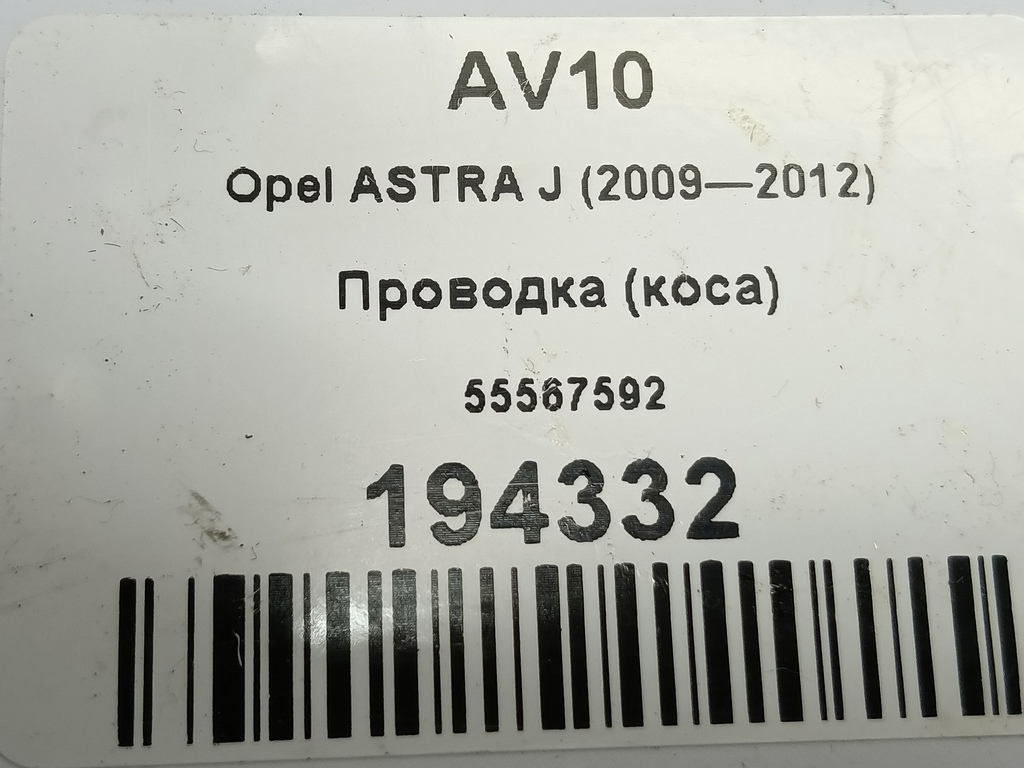 AV10
Opel ASTRA J (2009—2012)
Проводка (коса)
55567592
194332